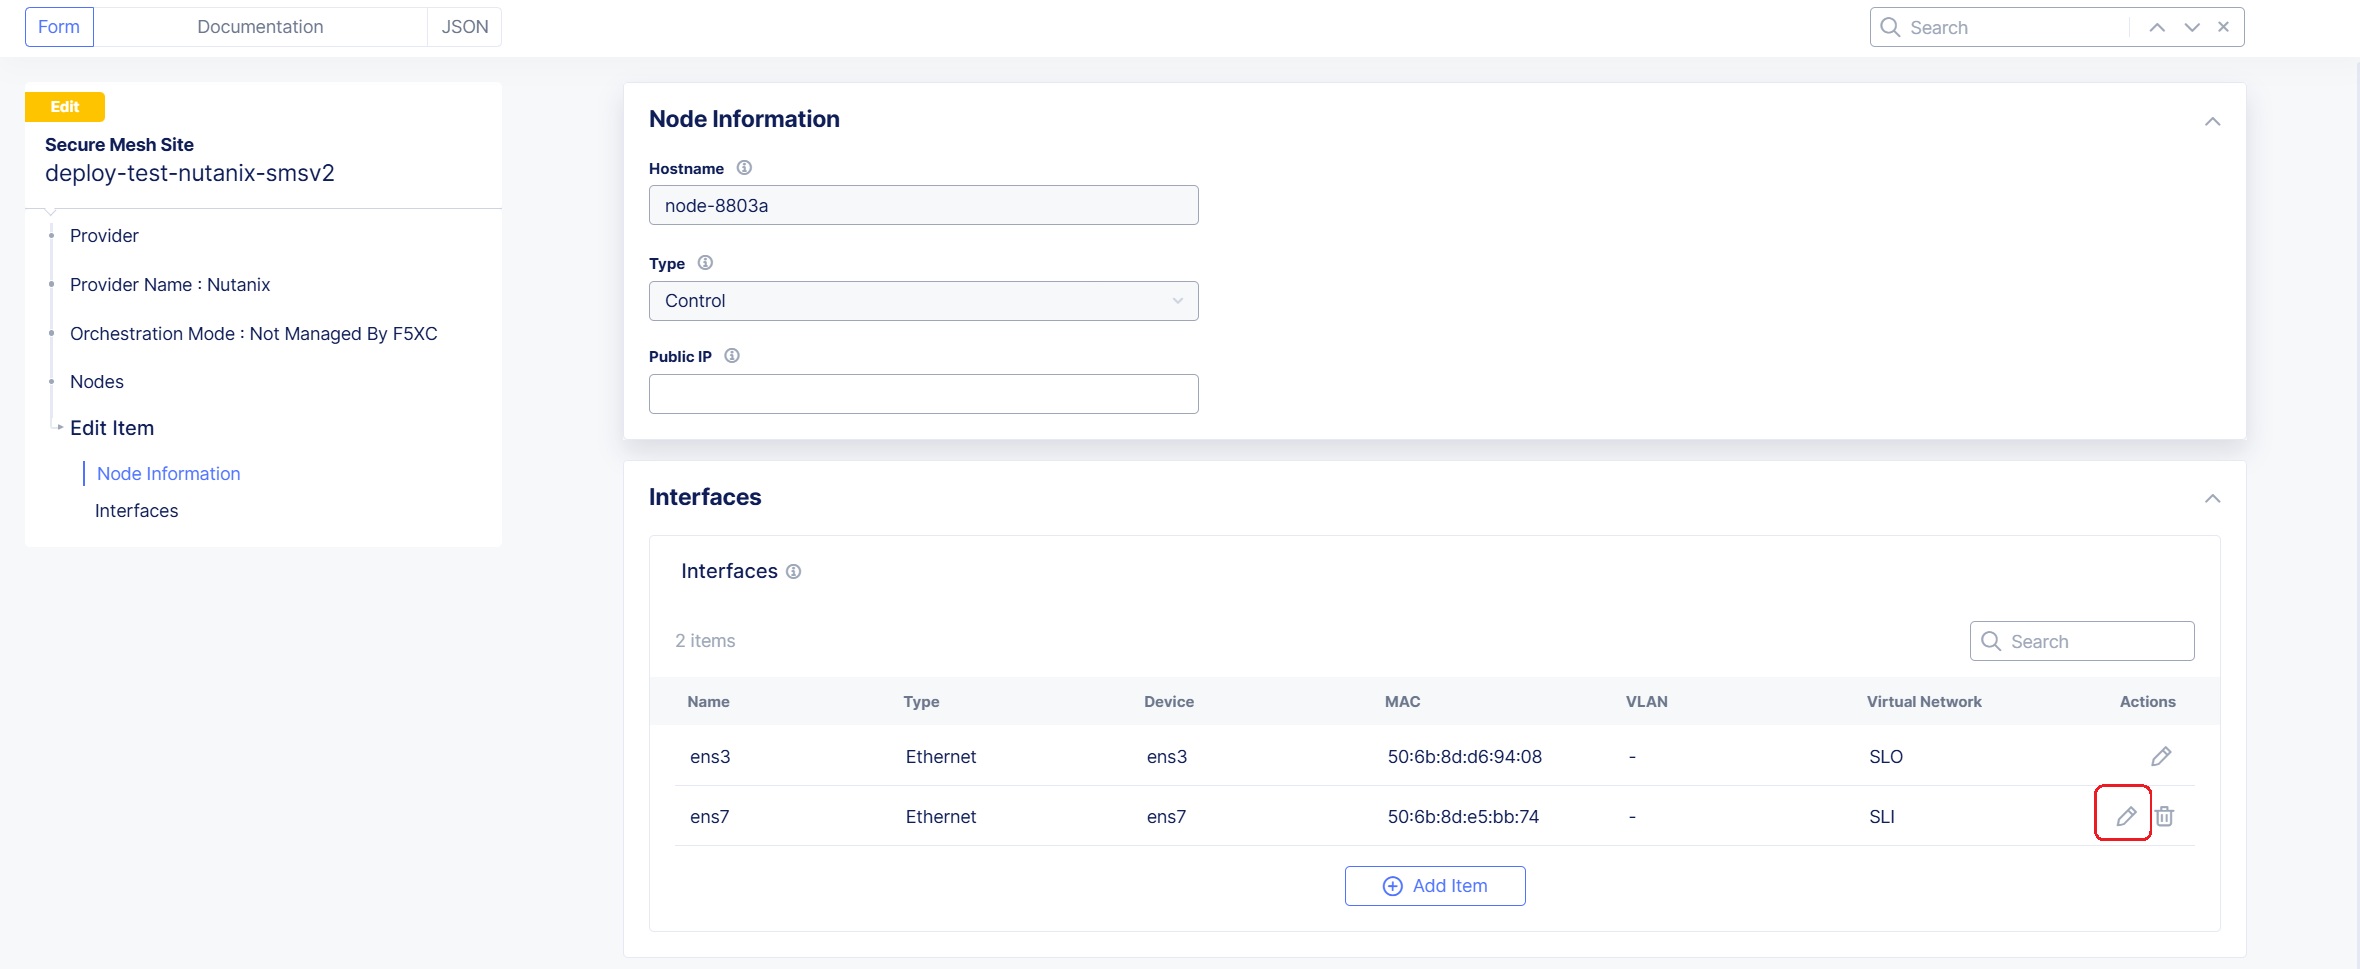 Form
Documentation
JSON
Search
Edit
Secure Mesh Site
deploy-test-nutanix-smsv2
Provider
Provider Name : Nutanix
Orchestration Mode : Not Managed By F5XC
Nodes
Edit Item
Node Information
Interfaces
Node Information
Hostname
node-8803a
Type
Control
Public IP
Interfaces
Interfaces
2 items
Search
Name Type Device MAC VLAN Virtual Network Actions
ens3 Ethernet ens3 50:6b:8d:d6:94:08 - SLO
ens7 Ethernet ens7 50:6b:8d:e5:bb:74 - SLI
Add Item